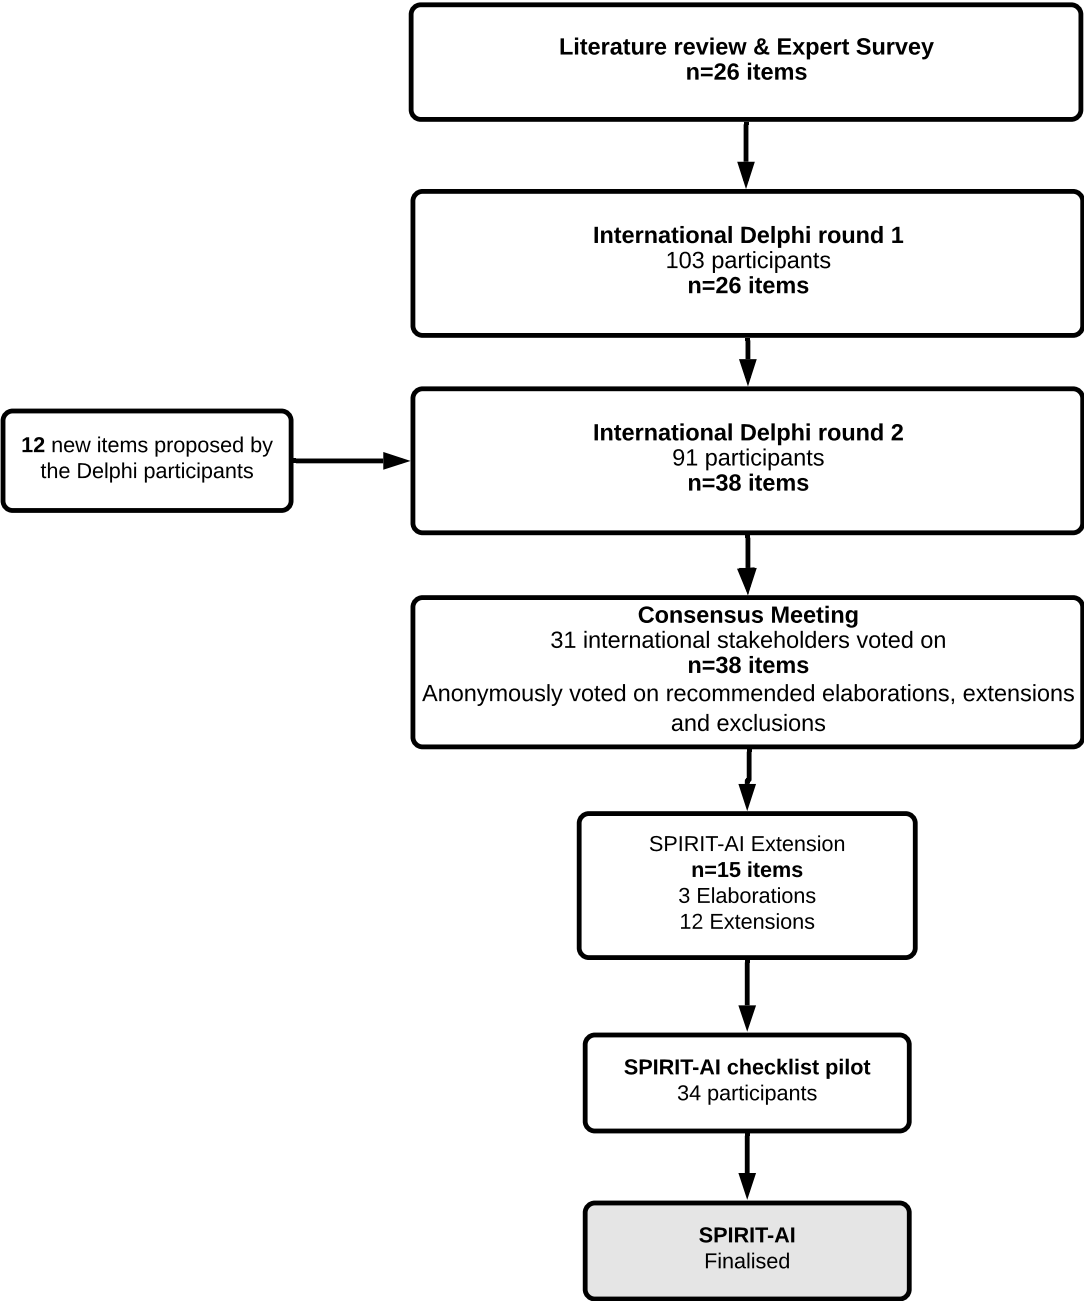 Literature review & Expert Survey
n=26 items
International Delphi round 1
103 participants
n=26 items
12 new items proposed by
the Delphi participants
International Delphi round 2
91 participants
n=38 items
Consensus Meeting
31 international stakeholders voted on
n=38 items
Anonymously voted on recommended elaborations, extensions
and exclusions
SPIRIT-AI Extension
n=15 items
3 Elaborations
12 Extensions
SPIRIT-AI checklist pilot
34 participants
SPIRIT-AI
Finalised